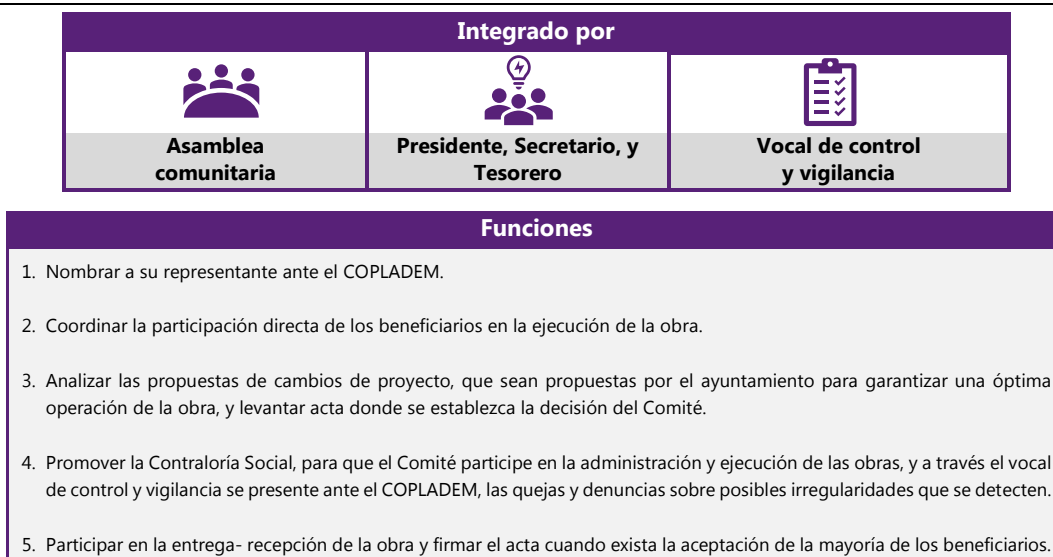 Integrado por
Asamblea
comunitaria
Presidente, Secretario, y
Tesorero
Vocal de control
y vigilancia
Funciones
1. Nombrar a su representante ante el COPLADEM.
2. Coordinar la participación directa de los beneficiarios en la ejecución de la obra.
3. Analizar las propuestas de cambios de proyecto, que sean propuestas por el ayuntamiento para garantizar una óptima
operación de la obra, y levantar acta donde se establezca la decisión del Comité.
4. Promover la Contraloría Social, para que el Comité participe en la administración y ejecución de las obras, y a través el vocal
de control y vigilancia se presente ante el COPLADEM, las quejas y denuncias sobre posibles irregularidades que se detecten.
5. Participar en la entrega- recepción de la obra y firmar el acta cuando exista la aceptación de la mayoría de los beneficiarios.